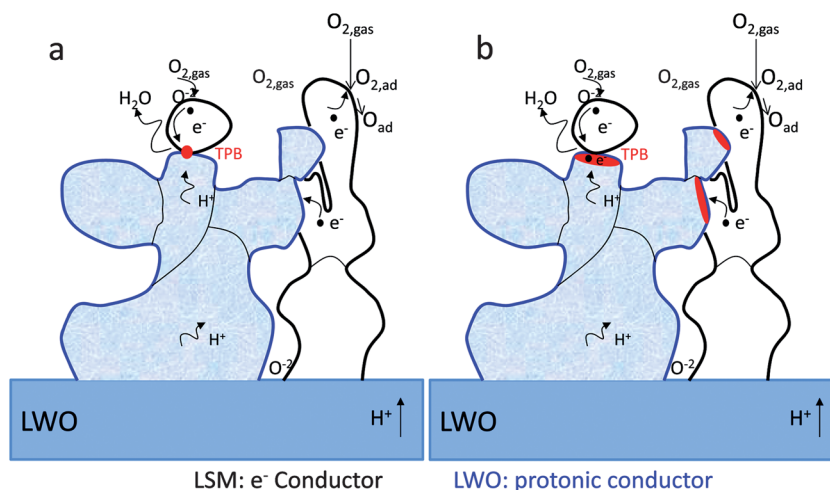 a
O2,gas
O2,gas
O2,gas
O2,ad
Oad
O-2
H2O
e-
e-
TPB
H+
e-
H+
O-2
LWO
H+
b
O2,gas
O2,gas
O2,gas
O2,ad
Oad
O-2
H2O
e-
e-
e-
TPB
H+
e-
H+
O-2
H+
LWO
LSM: e- Conductor
LWO: protonic conductor